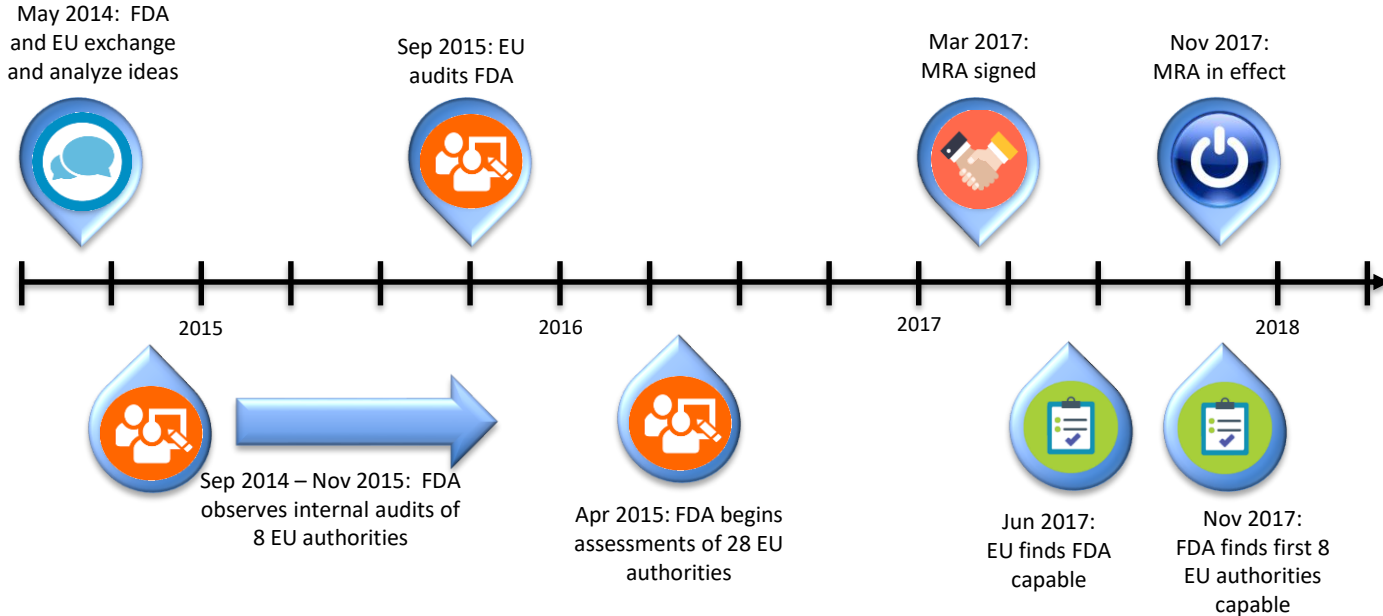 May 2014:  FDA
and EU exchange
and analyze ideas
Sep 2015: EU
audits FDA
Mar 2017:
MRA signed
Nov 2017:
MRA in effect
2015
2016
2017
2018
Sep 2014 – Nov 2015:  FDA
observes internal audits of
8 EU authorities
Apr 2015: FDA begins
assessments of 28 EU
authorities
Jun 2017:
EU finds FDA
capable
Nov 2017:
FDA finds first 8
EU authorities
capable